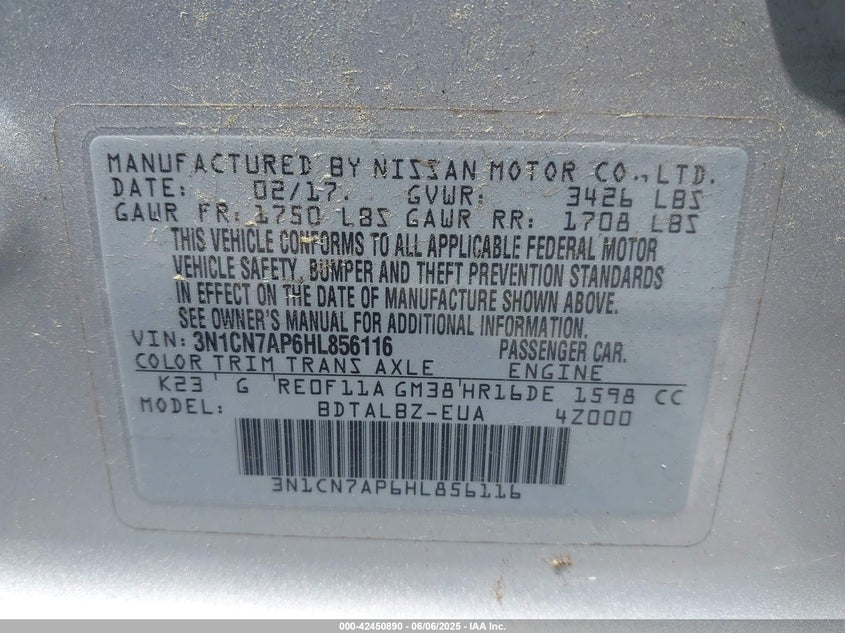 MANUFACTURED BY NISSAN MOTOR CO., LTD.
DATE: 02/17. GVWR: 3426 LBS
GAWR FR: 1750 LBS GAWR RR: 1708 LBS
THIS VEHICLE CONFORMS TO ALL APPLICABLE FEDERAL MOTOR
VEHICLE SAFETY, BUMPER AND THEFT PREVENTION STANDARDS
IN EFFECT ON THE DATE OF MANUFACTURE SHOWN ABOVE.
SEE OWNER'S MANUAL FOR ADDITIONAL INFORMATION.
VIN: 3N1CN7AP6HL856116 PASSENGER CAR.
COLOR TRIM TRANS AXLE ENGINE
K23 G RE0F11A GM38 HR16DE 1598 CC
MODEL: BDTALBZ-EUA 4Z000
3N1CN7AP6HL856116
000-42450890 - 06/06/2025 - IAA Inc.